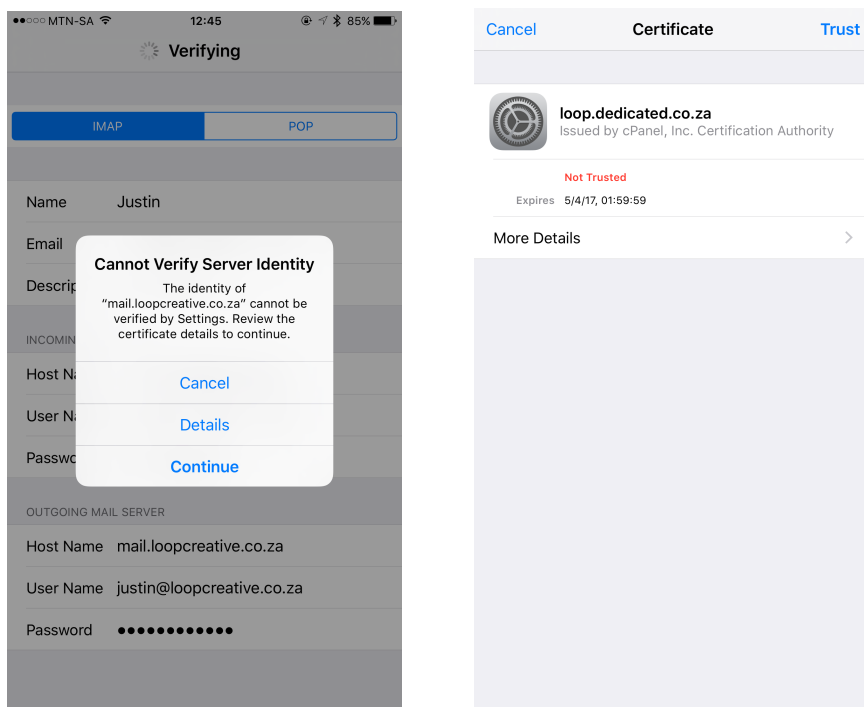 MTN-SA 12:45 85%
Verifying
IMAP POP
Name Justin
Email
Descrip
Cannot Verify Server Identity
The identity of
“mail.loopcreative.co.za” cannot be
verified by Settings. Review the
certificate details to continue.
Cancel
Details
Continue
INCOMIN
Host Na
User Na
Passwo
OUTGOING MAIL SERVER
Host Name mail.loopcreative.co.za
User Name justin@loopcreative.co.za
Password ●●●●●●●●●●●●
Cancel Certificate Trust
loop.dedicated.co.za
Issued by cPanel, Inc. Certification Authority
Not Trusted
Expires 5/4/17, 01:59:59
More Details